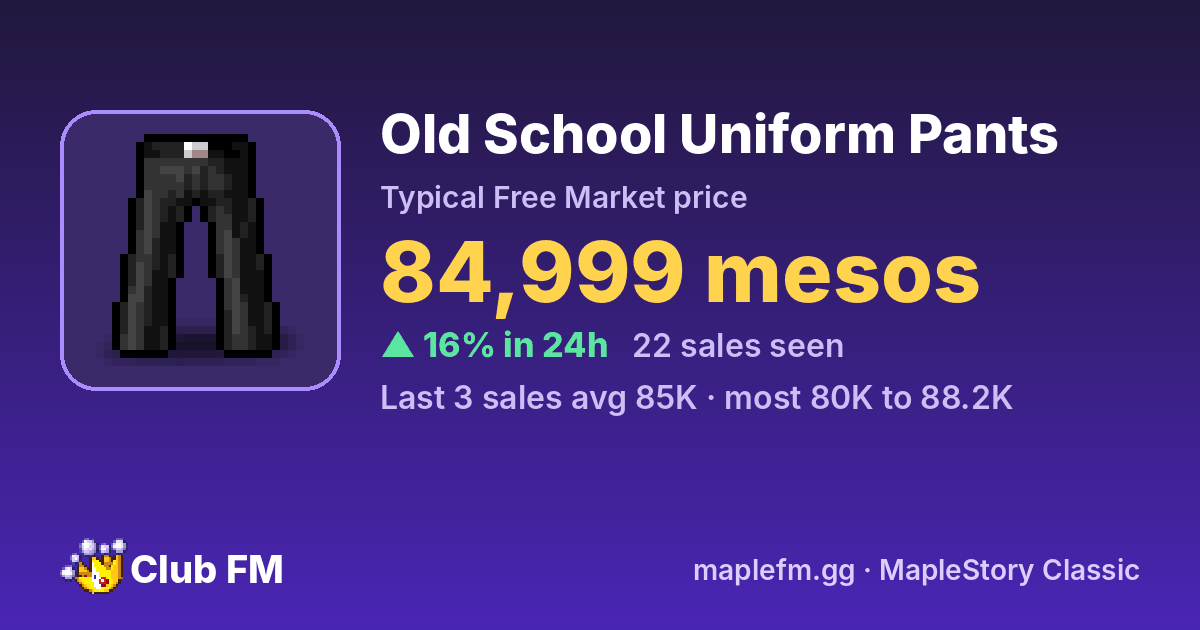 Old School Uniform Pants
Typical Free Market price
84,999 mesos
▲ 16% in 24h 22 sales seen
Last 3 sales avg 85K · most 80K to 88.2K
Club FM
maplefm.gg · MapleStory Classic